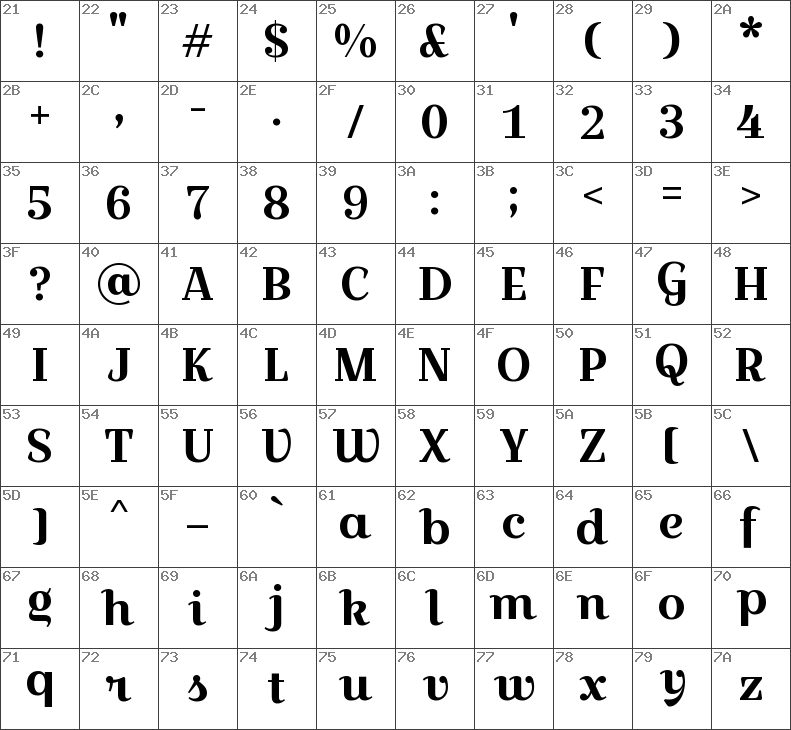 21 22 23 24 25 26 27 28 29 2A
! " # $ % & ' ( ) *
2B 2C 2D 2E 2F 30 31 32 33 34
+ , - . / 0 1 2 3 4
35 36 37 38 39 3A 3B 3C 3D 3E
5 6 7 8 9 : ; < = >
3F 40 41 42 43 44 45 46 47 48
? @ A B C D E F G H
49 4A 4B 4C 4D 4E 4F 50 51 52
I J K L M N O P Q R
53 54 55 56 57 58 59 5A 5B 5C
S T U V W X Y Z [ \
5D 5E 5F 60 61 62 63 64 65 66
] ^ _ ` a b c d e f
67 68 69 6A 6B 6C 6D 6E 6F 70
g h i j k l m n o p
71 72 73 74 75 76 77 78 79 7A
q r s t u v w x y z